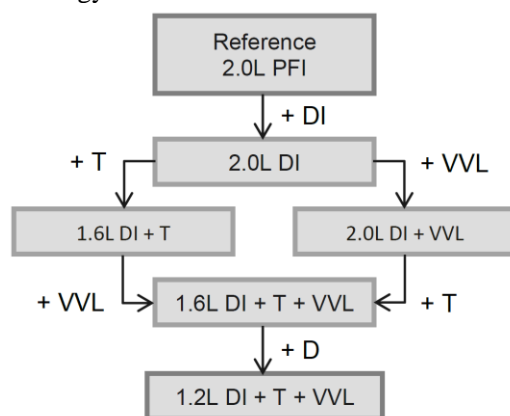 Reference
2.0L PFI
+ DI
+ T
2.0L DI
+ VVL
1.6L DI + T
2.0L DI + VVL
+ VVL
1.6L DI + T + VVL
+ T
+ D
1.2L DI + T + VVL